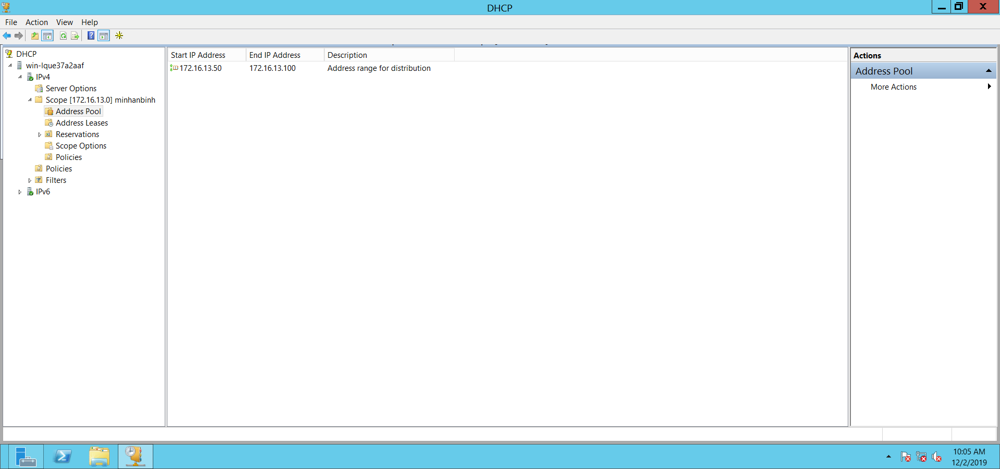 DHCP
File Action View Help
DHCP
win-lque37a2aaf
IPv4
Server Options
Scope [172.16.13.0] minhanbinh
Address Pool
Address Leases
Reservations
Scope Options
Policies
Policies
Filters
IPv6
Start IP Address End IP Address Description
172.16.13.50 172.16.13.100 Address range for distribution
Actions
Address Pool
More Actions
10:05 AM
12/2/2019